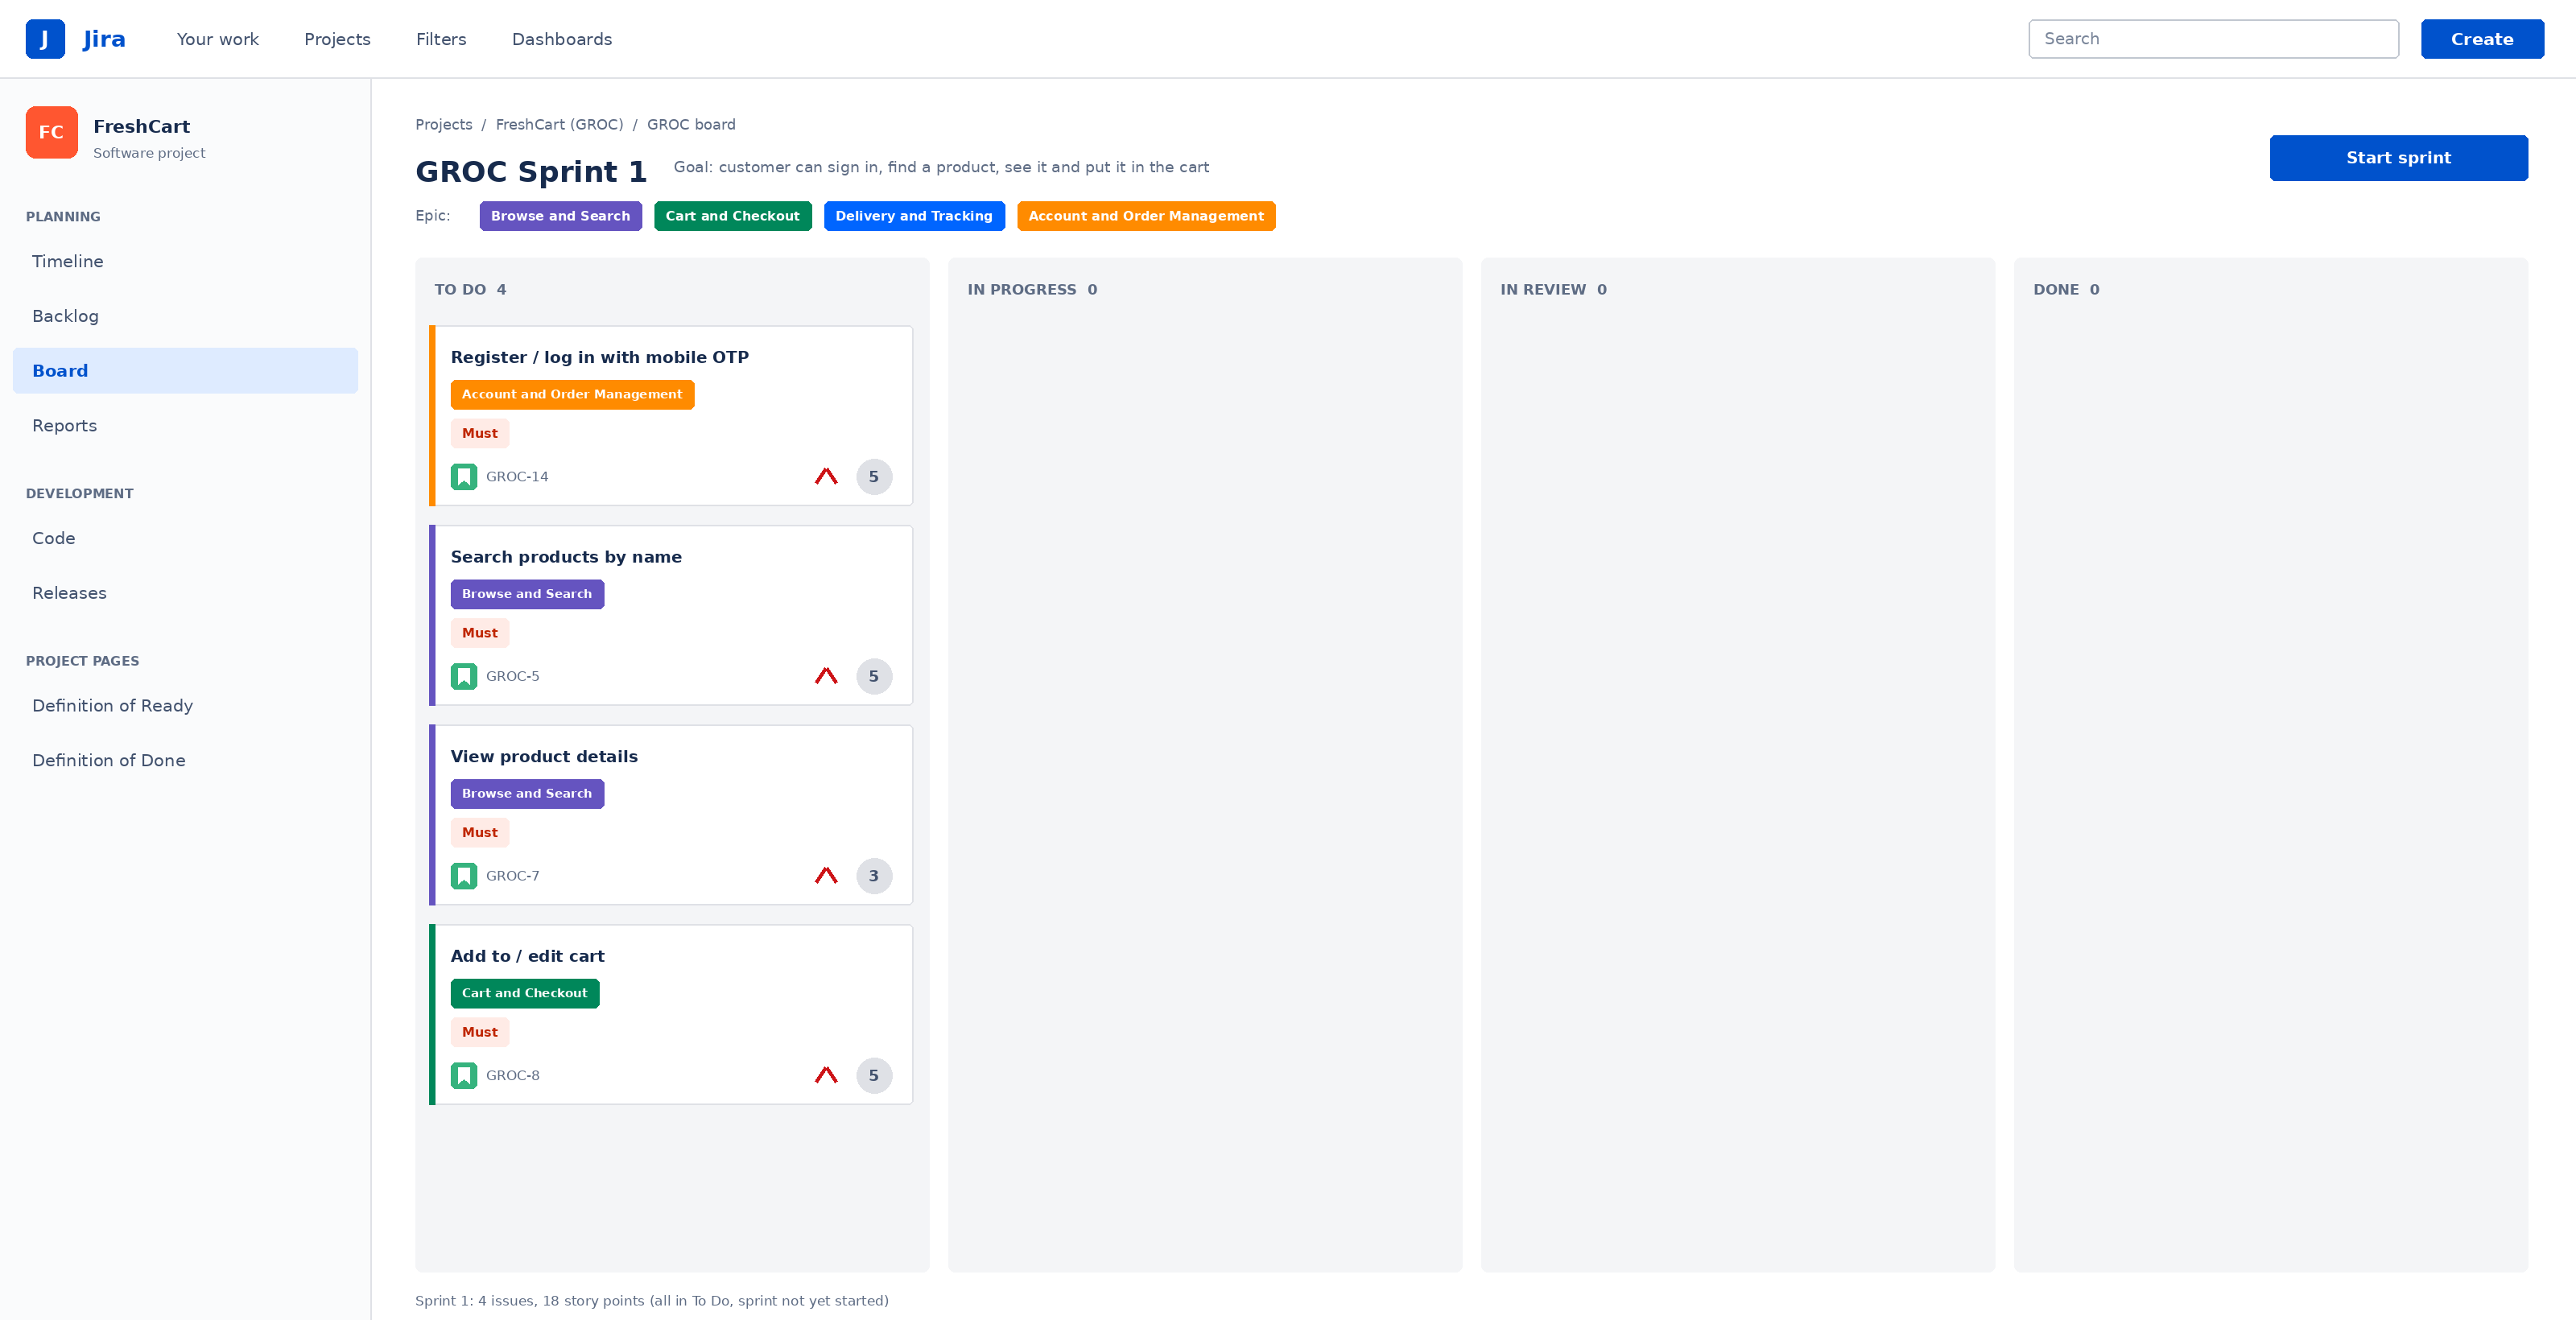 J Jira Your work Projects Filters Dashboards Search Create
FC FreshCart
Software project
PLANNING
Timeline
Backlog
Board
Reports
DEVELOPMENT
Code
Releases
PROJECT PAGES
Definition of Ready
Definition of Done
Projects / FreshCart (GROC) / GROC board
GROC Sprint 1 Goal: customer can sign in, find a product, see it and put it in the cart
Start sprint
Epic: Browse and Search Cart and Checkout Delivery and Tracking Account and Order Management
TO DO 4
Register / log in with mobile OTP
Account and Order Management
Must
GROC-14 5
Search products by name
Browse and Search
Must
GROC-5 5
View product details
Browse and Search
Must
GROC-7 3
Add to / edit cart
Cart and Checkout
Must
GROC-8 5
IN PROGRESS 0
IN REVIEW 0
DONE 0
Sprint 1: 4 issues, 18 story points (all in To Do, sprint not yet started)